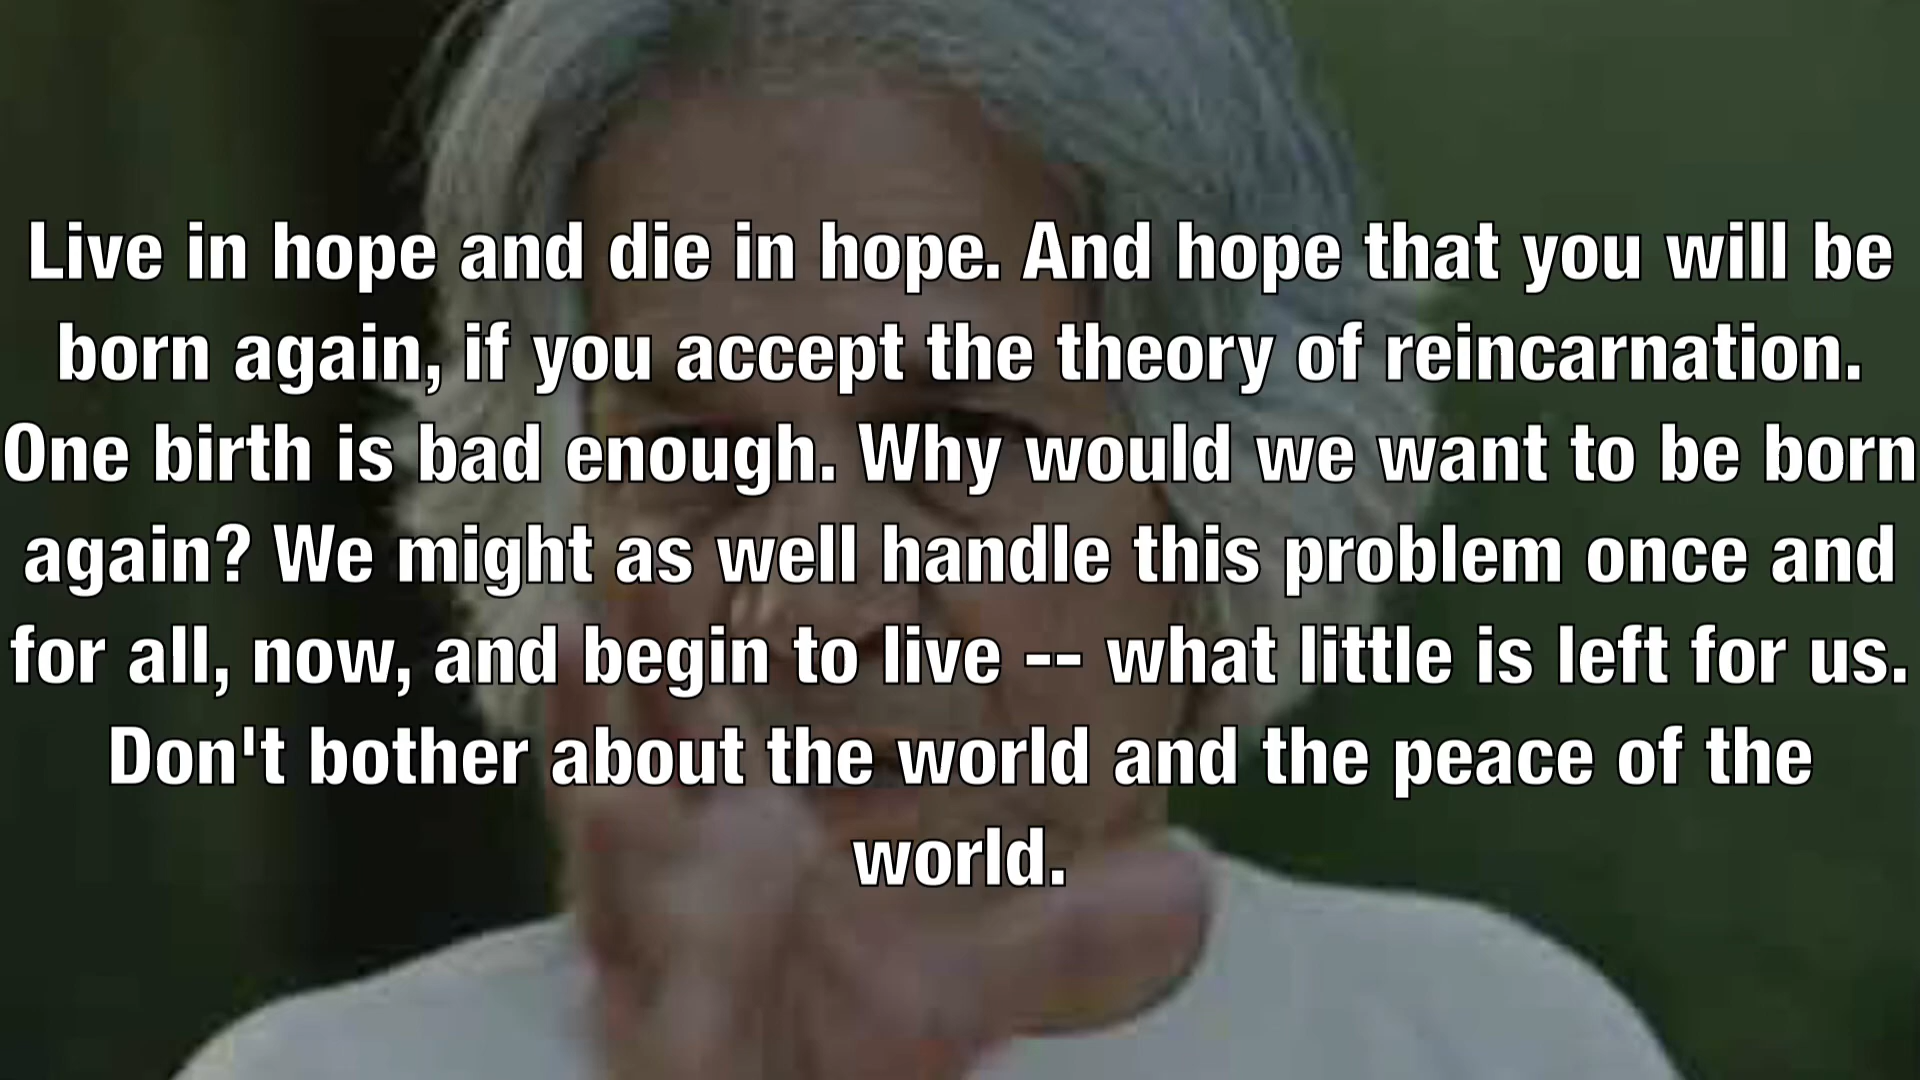 Live in hope and die in hope. And hope that you will be
born again, if you accept the theory of reincarnation.
One birth is bad enough. Why would we want to be born
again? We might as well handle this problem once and
for all, now, and begin to live -- what little is left for us.
Don't bother about the world and the peace of the
world.